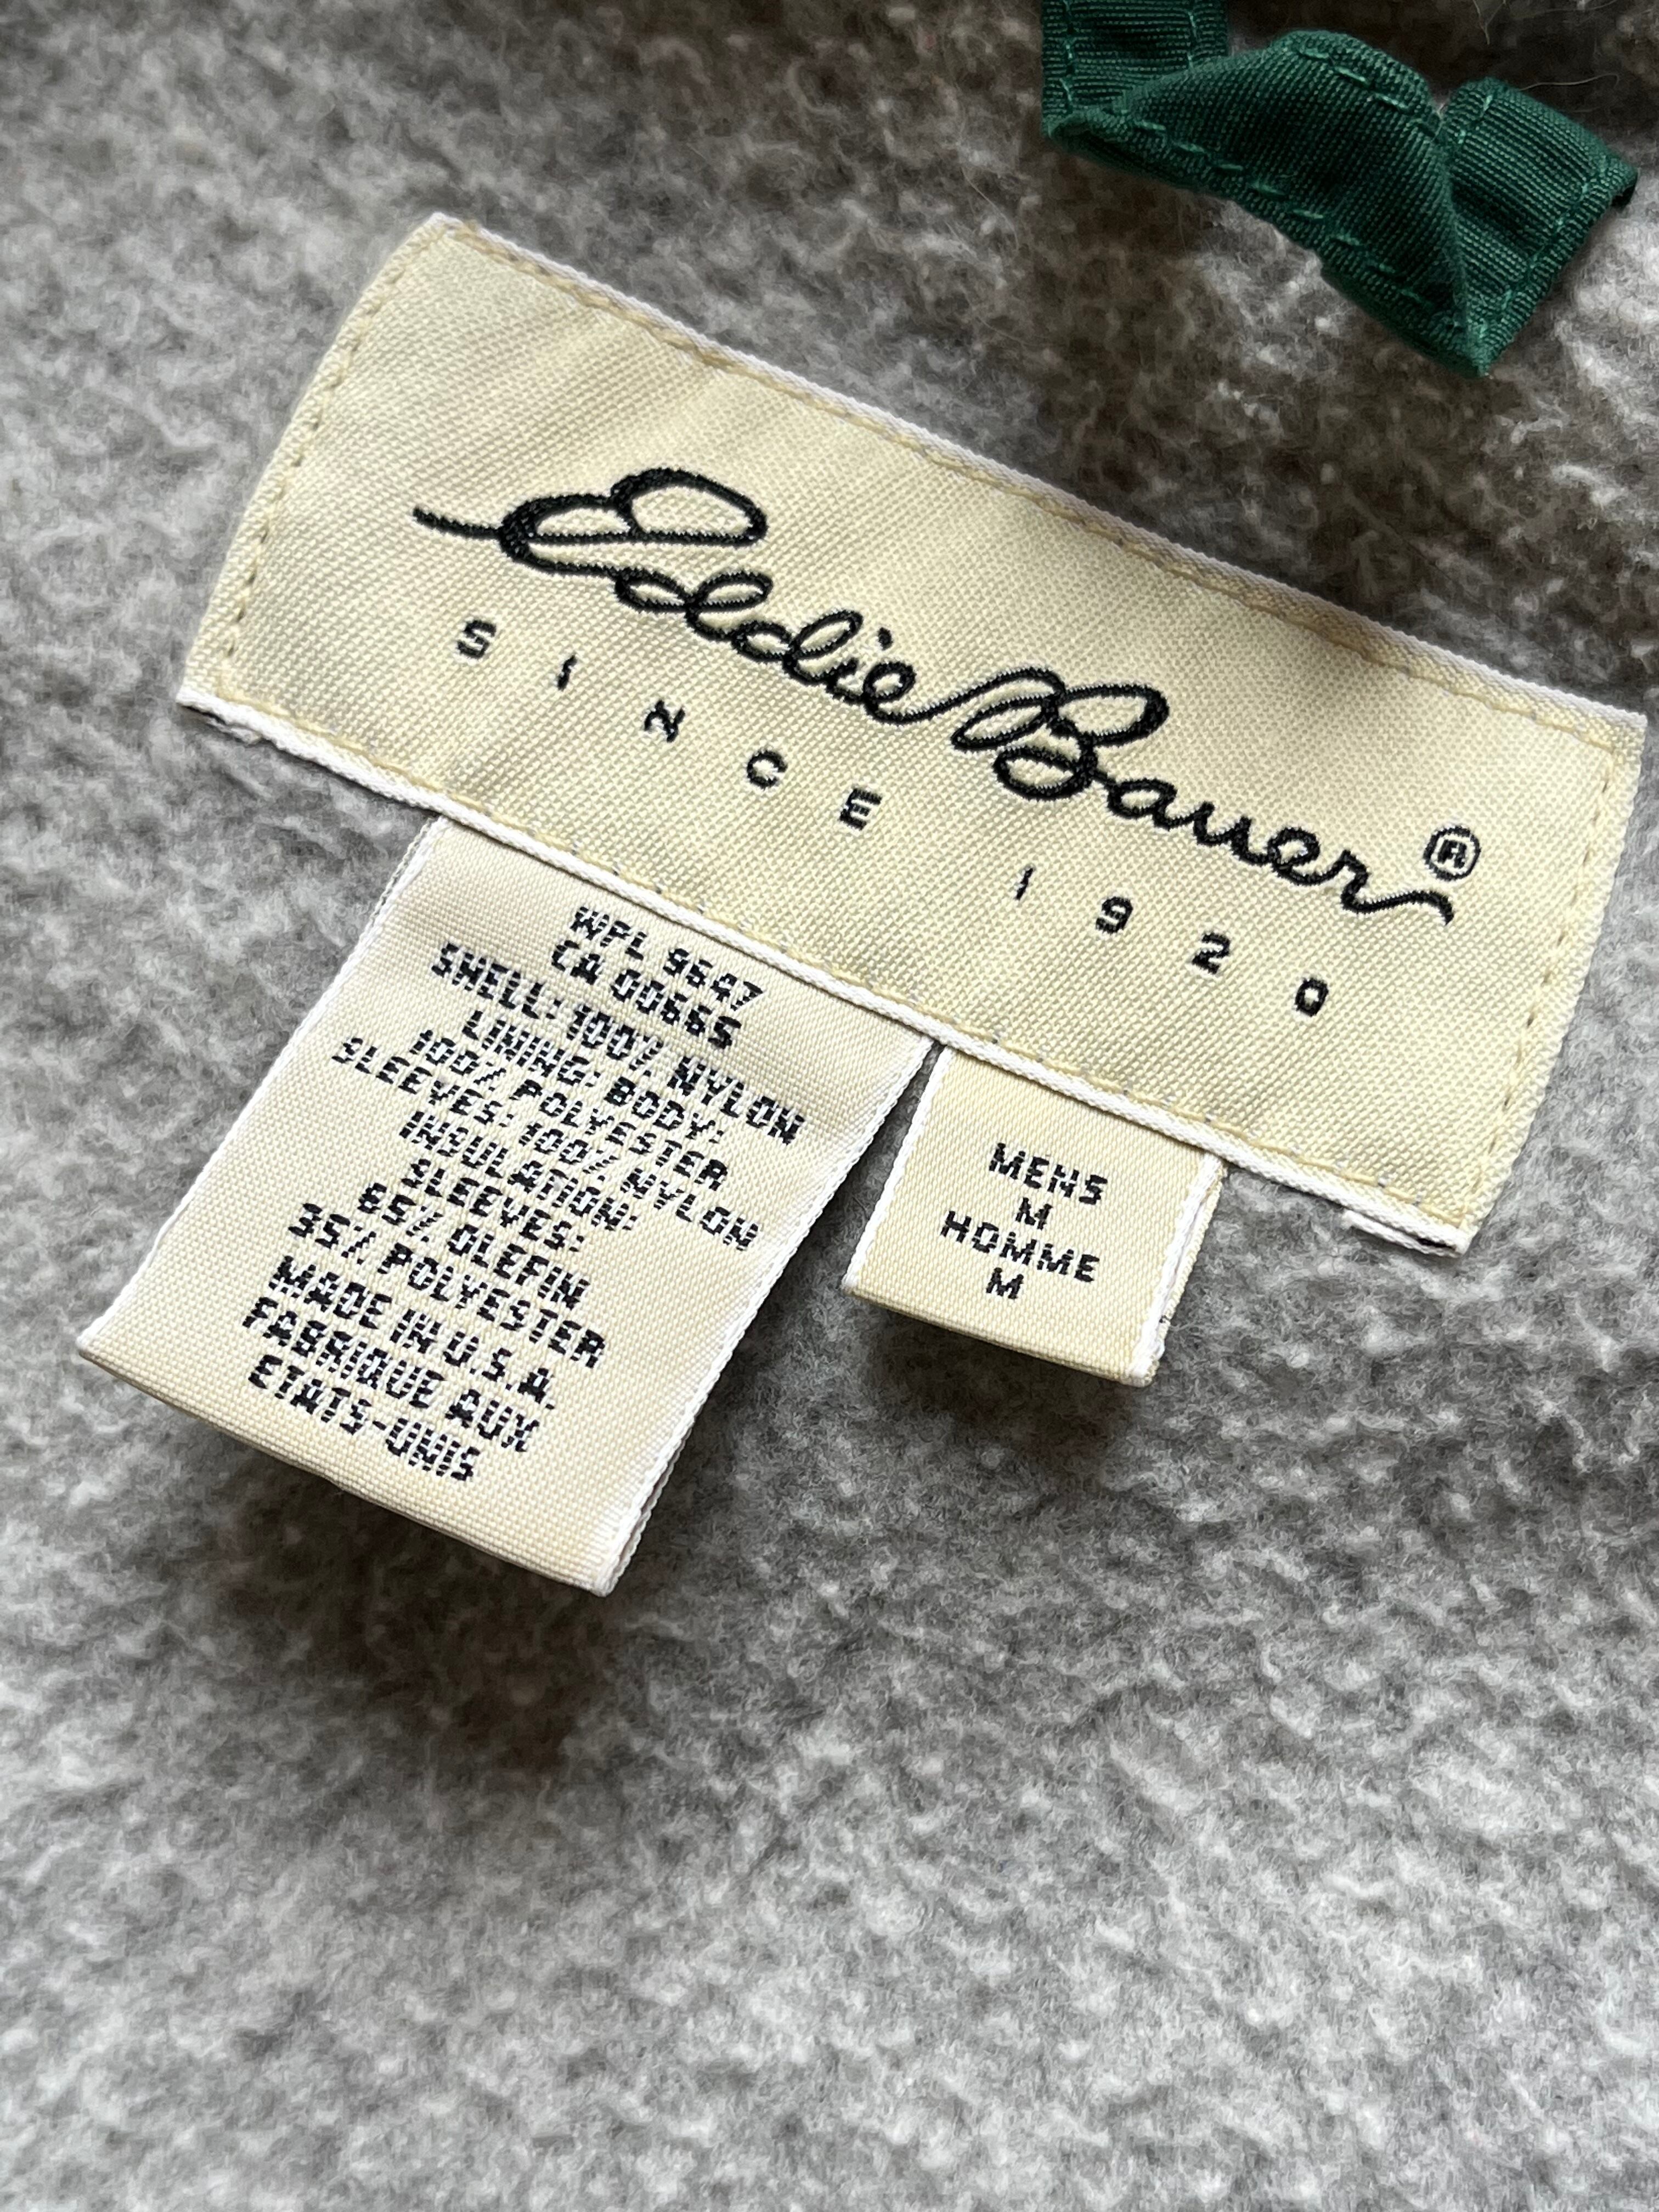 Eddie Bauer®
SINCE 1920
WPL 9647
CA 00665
SHELL: 100% NYLON
LINING: BODY:
100% POLYESTER
SLEEVES: 100% NYLON
INSULATION:
SLEEVES:
65% OLEFIN
35% POLYESTER
MADE IN U.S.A.
FABRIQUE AUX
ETATS-UNIS
MENS
M
HOMME
M